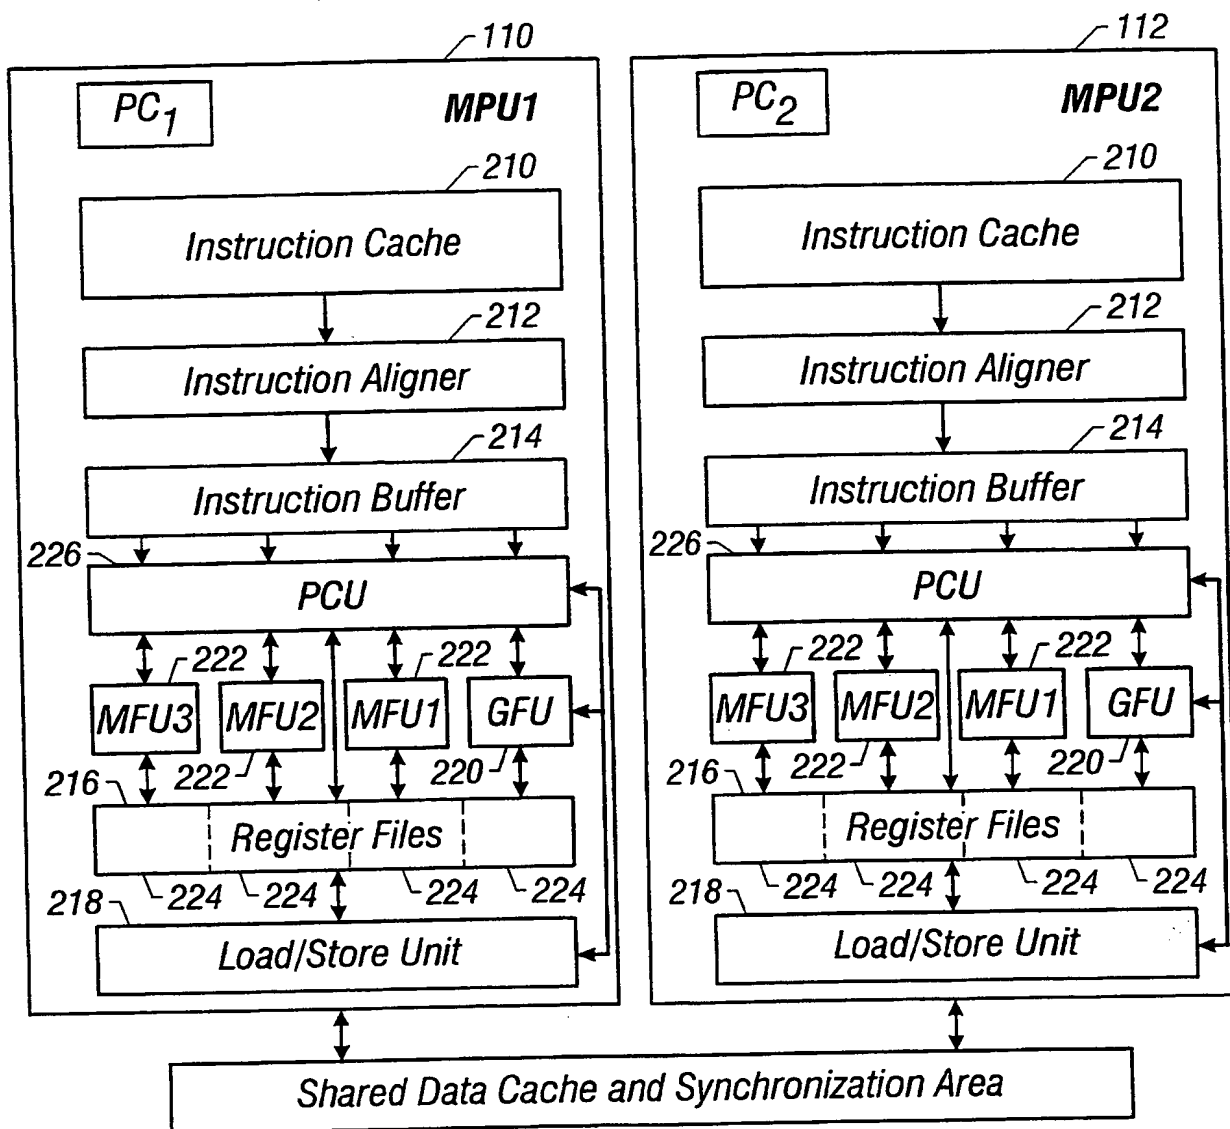 110
PC1
MPU1
210
Instruction Cache
212
Instruction Aligner
214
Instruction Buffer
226
PCU
222
222
MFU3
MFU2
MFU1
GFU
222
220
216
Register Files
224
224
224
224
218
Load/Store Unit
112
PC2
MPU2
210
Instruction Cache
212
Instruction Aligner
214
Instruction Buffer
226
PCU
222
222
MFU3
MFU2
MFU1
GFU
222
220
216
Register Files
224
224
224
224
218
Load/Store Unit
Shared Data Cache and Synchronization Area